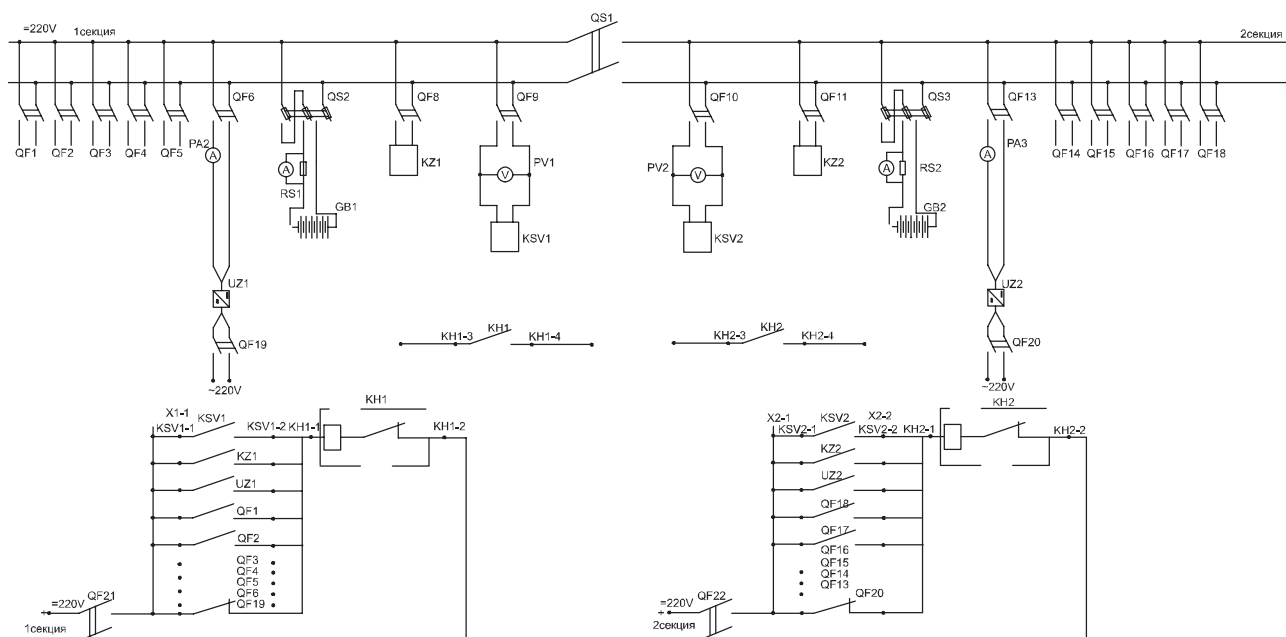 QS1
=220V
1секция
2секция
QF6
QS2
QF8
QF9
QF10
QF11
QS3
QF13
PA2
PA3
QF1
QF2
QF3
QF4
QF5
QF14
QF15
QF16
QF17
QF18
A
A
A
RS1
KZ1
PV1
V
PV2
V
KZ2
A
RS2
GB1
GB2
KSV1
KSV2
UZ1
UZ2
KH1-3
KH1
KH1-4
KH2-3
KH2
KH2-4
QF19
QF20
~220V
~220V
X1-1
KSV1
KSV1-1
KSV1-2
KH1-1
KH1
KH1-2
KZ1
UZ1
QF1
QF2
QF3
QF4
QF5
QF6
QF19
=220V
QF21
+
1секция
X2-1
KSV2
X2-2
KSV2-1
KSV2-2
KH2-1
KH2
KH2-2
KZ2
UZ2
QF18
QF17
QF16
QF15
QF14
QF13
QF20
=220V
QF22
+
2секция